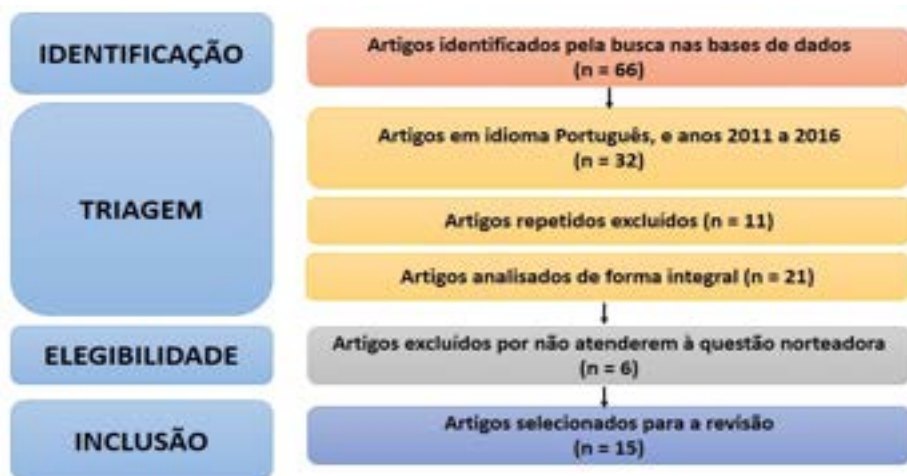 IDENTIFICAÇÃO
Artigos identificados pela busca nas bases de dados
(n = 66)
TRIAGEM
Artigos em idioma Português, e anos 2011 a 2016
(n = 32)
Artigos repetidos excluídos (n = 11)
Artigos analisados de forma integral (n = 21)
ELEGIBILIDADE
Artigos excluídos por não atenderem à questão norteadora
(n = 6)
INCLUSÃO
Artigos selecionados para a revisão
(n = 15)